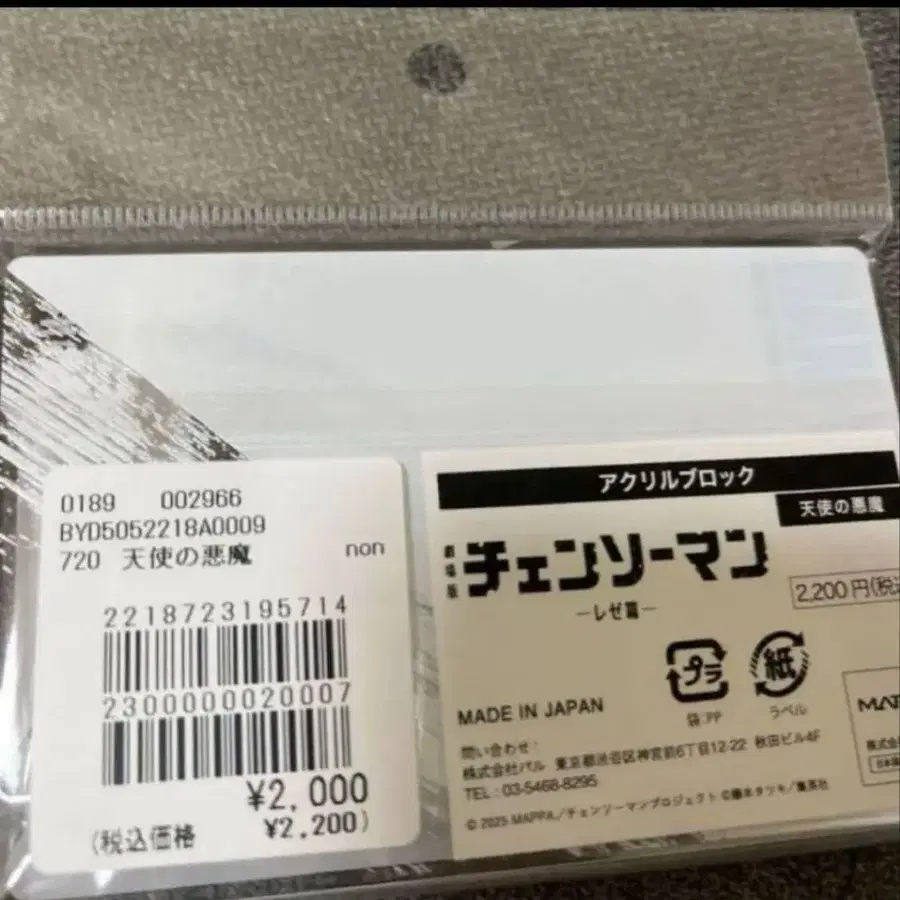 0189 002966
BYD5052218A0009
720 天使の悪魔 non
2218723195714
2300000020007
¥2,000
(税込価格 ¥2,200)
アクリルブロック
天使の悪魔
劇場版 チェンソーマン
―レゼ篇―
2,200円(税込
プラ 紙
袋:PP ラベル
MADE IN JAPAN
問い合わせ:
株式会社パル 東京都渋谷区神宮前6丁目12-22 秋田ビル4F
TEL:03-5468-8295
© 2025 MAPPA/チェンソーマンプロジェクト ©藤本タツキ/集英社
MA
株式会
日本